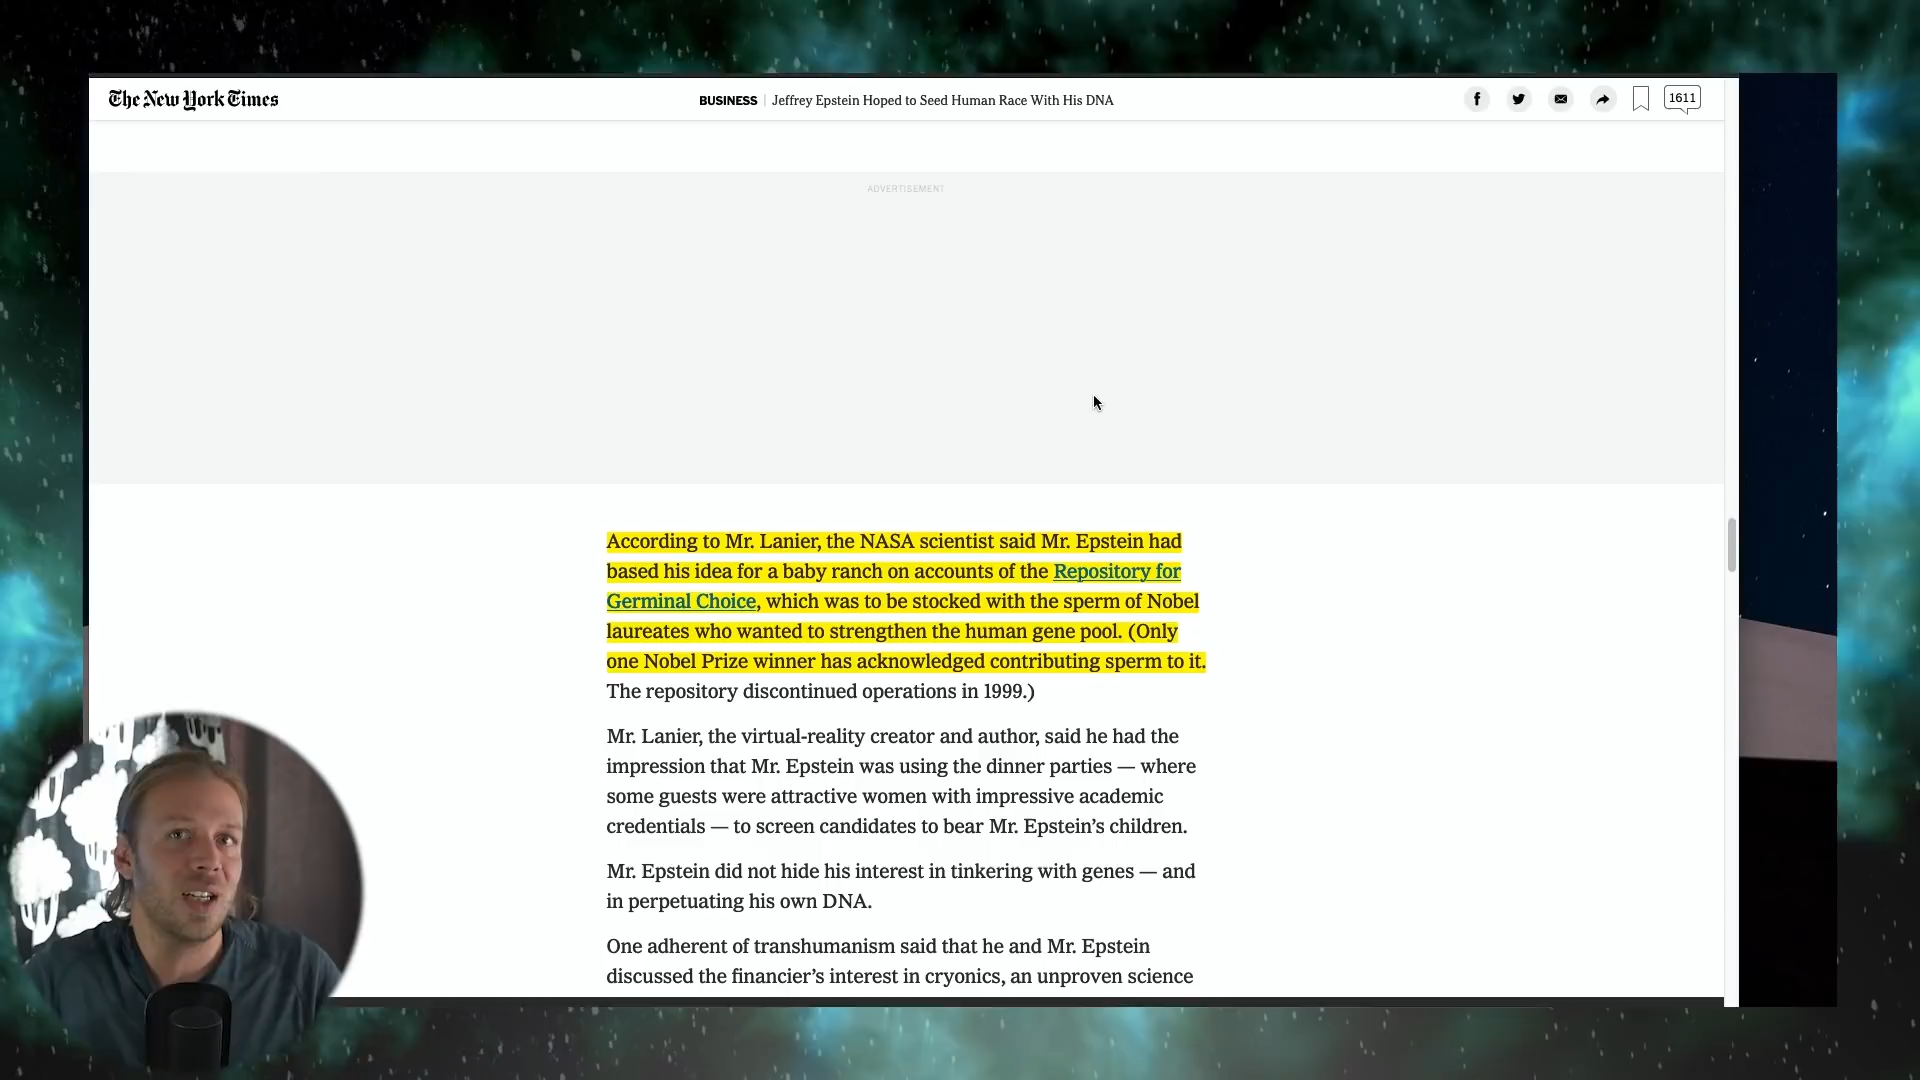 The New York Times
BUSINESS | Jeffrey Epstein Hoped to Seed Human Race With His DNA
1611
ADVERTISEMENT
According to Mr. Lanier, the NASA scientist said Mr. Epstein had
based his idea for a baby ranch on accounts of the Repository for
Germinal Choice, which was to be stocked with the sperm of Nobel
laureates who wanted to strengthen the human gene pool. (Only
one Nobel Prize winner has acknowledged contributing sperm to it.
The repository discontinued operations in 1999.)
Mr. Lanier, the virtual-reality creator and author, said he had the
impression that Mr. Epstein was using the dinner parties — where
some guests were attractive women with impressive academic
credentials — to screen candidates to bear Mr. Epstein’s children.
Mr. Epstein did not hide his interest in tinkering with genes — and
in perpetuating his own DNA.
One adherent of transhumanism said that he and Mr. Epstein
discussed the financier’s interest in cryonics, an unproven science